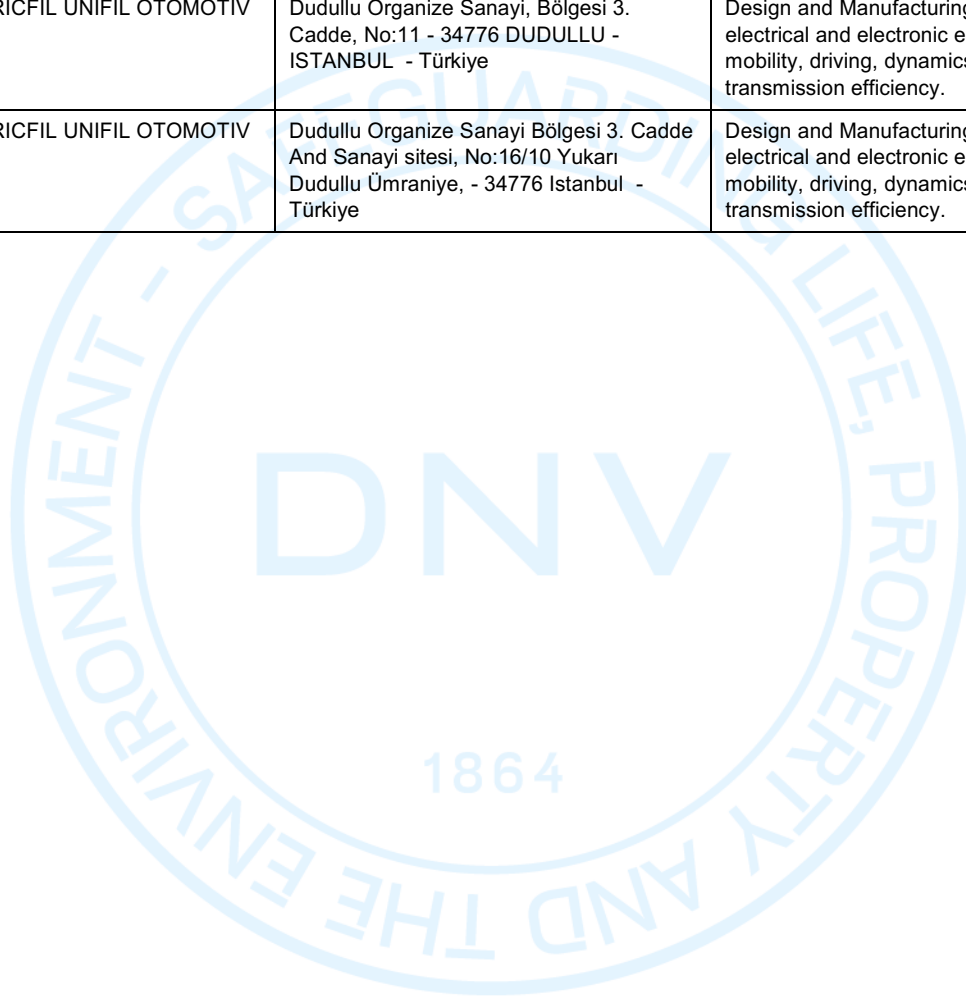 RICFIL UNIFIL OTOMOTIV
Dudullu Organize Sanayi, Bölgesi 3.
Cadde, No:11 - 34776 DUDULLU -
ISTANBUL - Türkiye
Design and Manufacturing
electrical and electronic e
mobility, driving, dynamics
transmission efficiency.
RICFIL UNIFIL OTOMOTIV
Dudullu Organize Sanayi Bölgesi 3. Cadde
And Sanayi sitesi, No:16/10 Yukarı
Dudullu Ümraniye, - 34776 Istanbul -
Türkiye
Design and Manufacturing
electrical and electronic e
mobility, driving, dynamics
transmission efficiency.
SAFEGUARDING LIFE, PROPERTY AND THE ENVIRONMENT -
DNV
1864